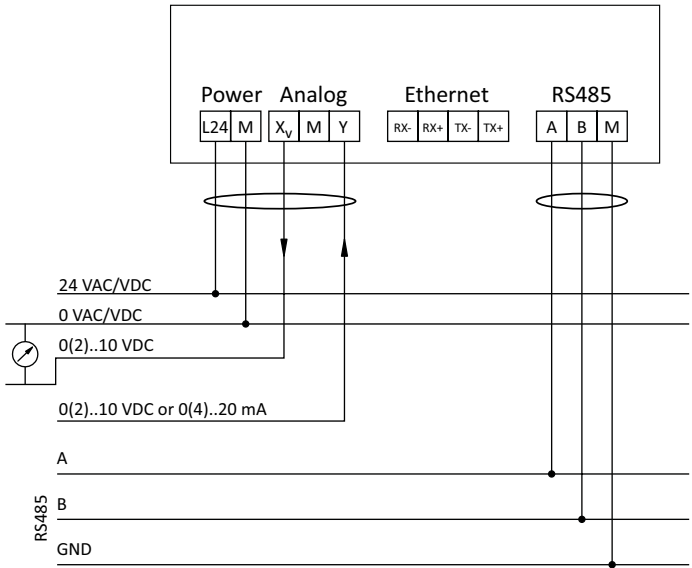 Power Analog Ethernet RS485
L24 M Xv M Y RX- RX+ TX- TX+ A B M
24 VAC/VDC
0 VAC/VDC
0(2)..10 VDC
0(2)..10 VDC or 0(4)..20 mA
A
RS485
B
GND